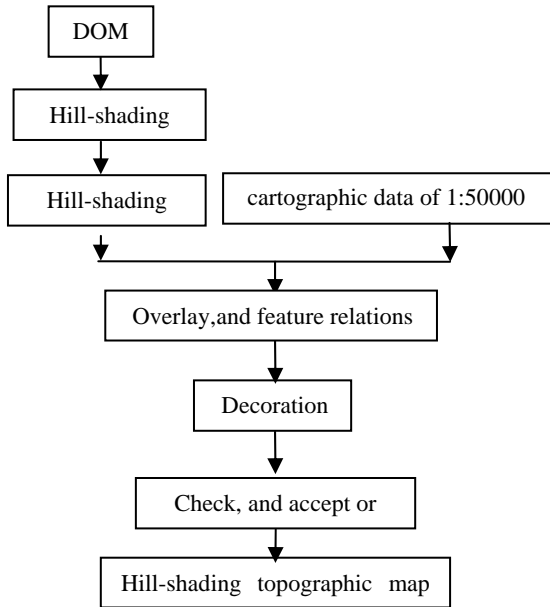 DOM
Hill-shading
Hill-shading
cartographic data of 1:50000
Overlay,and feature relations
Decoration
Check, and accept or
Hill-shading topographic map